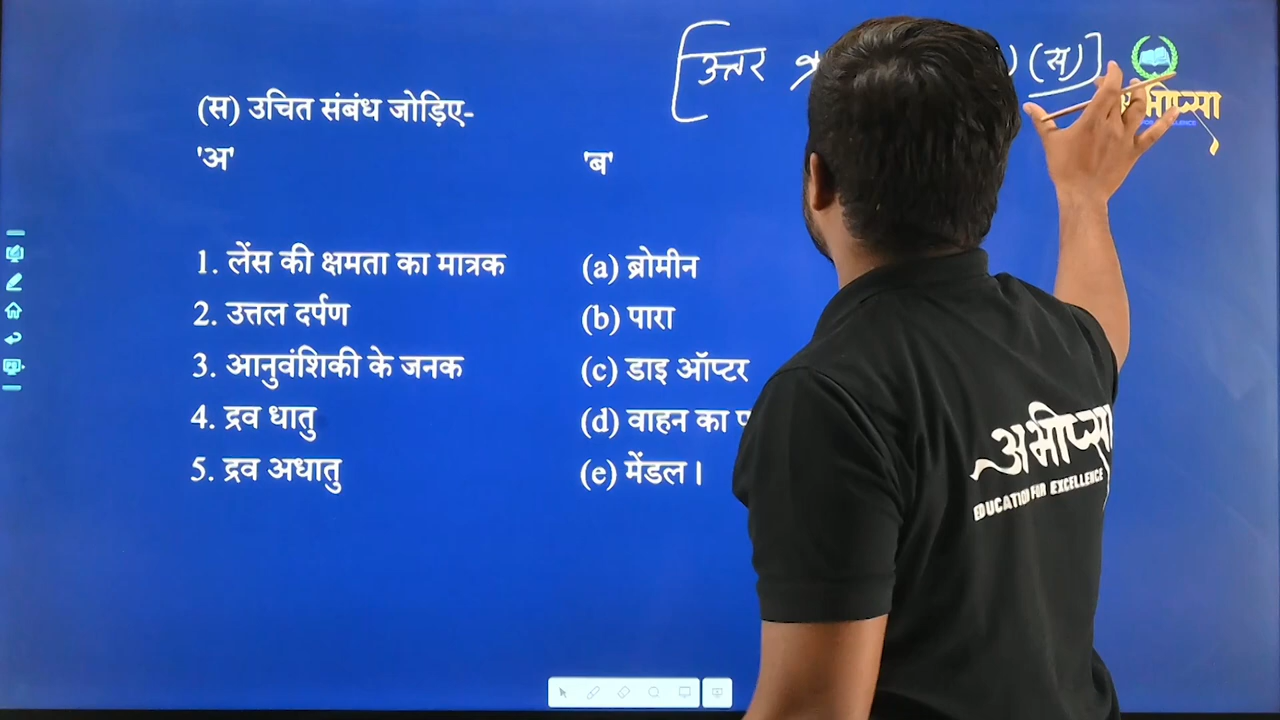 [उत्तर (स)]
अभीप्सा
(स) उचित संबंध जोड़िए-
'अ' 'ब'
1. लेंस की क्षमता का मात्रक (a) ब्रोमीन
2. उत्तल दर्पण (b) पारा
3. आनुवंशिकी के जनक (c) डाइ ऑप्टर
4. द्रव धातु (d) वाहन का
5. द्रव अधातु (e) मेंडल।
अभीप्सा
EDUCATION FOR EXCELLENCE